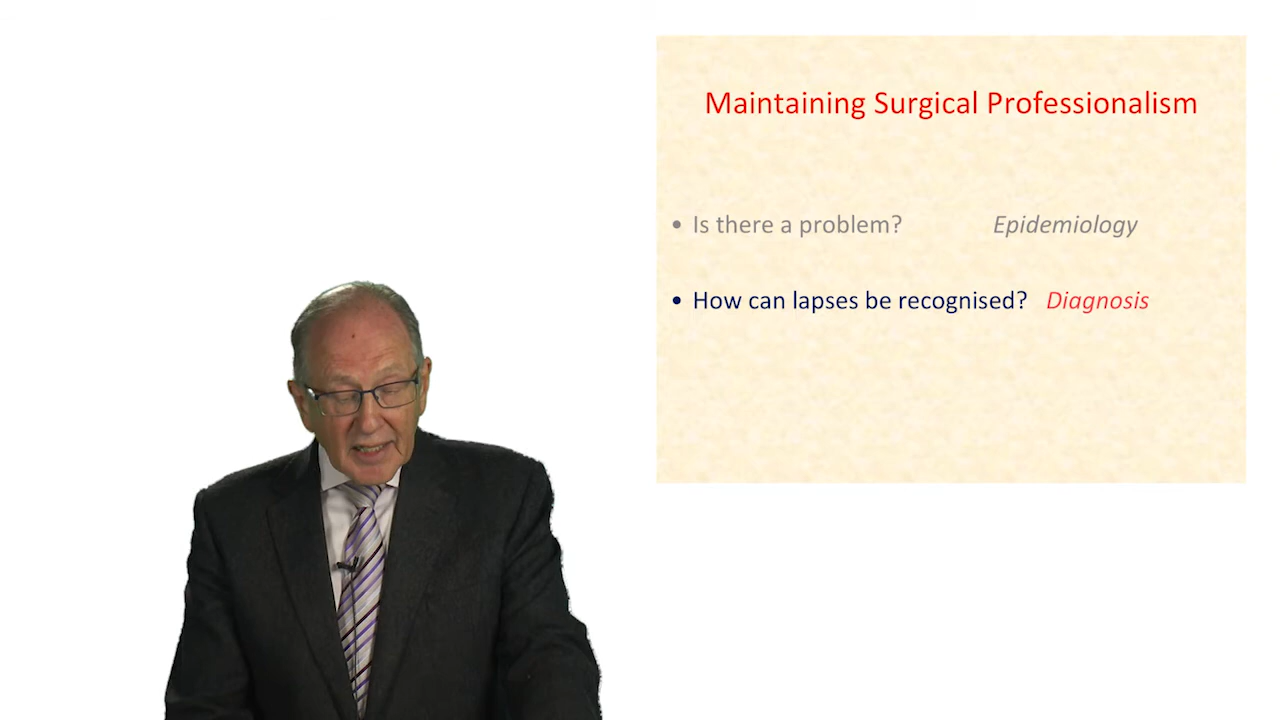 Maintaining Surgical Professionalism
• Is there a problem? Epidemiology
• How can lapses be recognised? Diagnosis